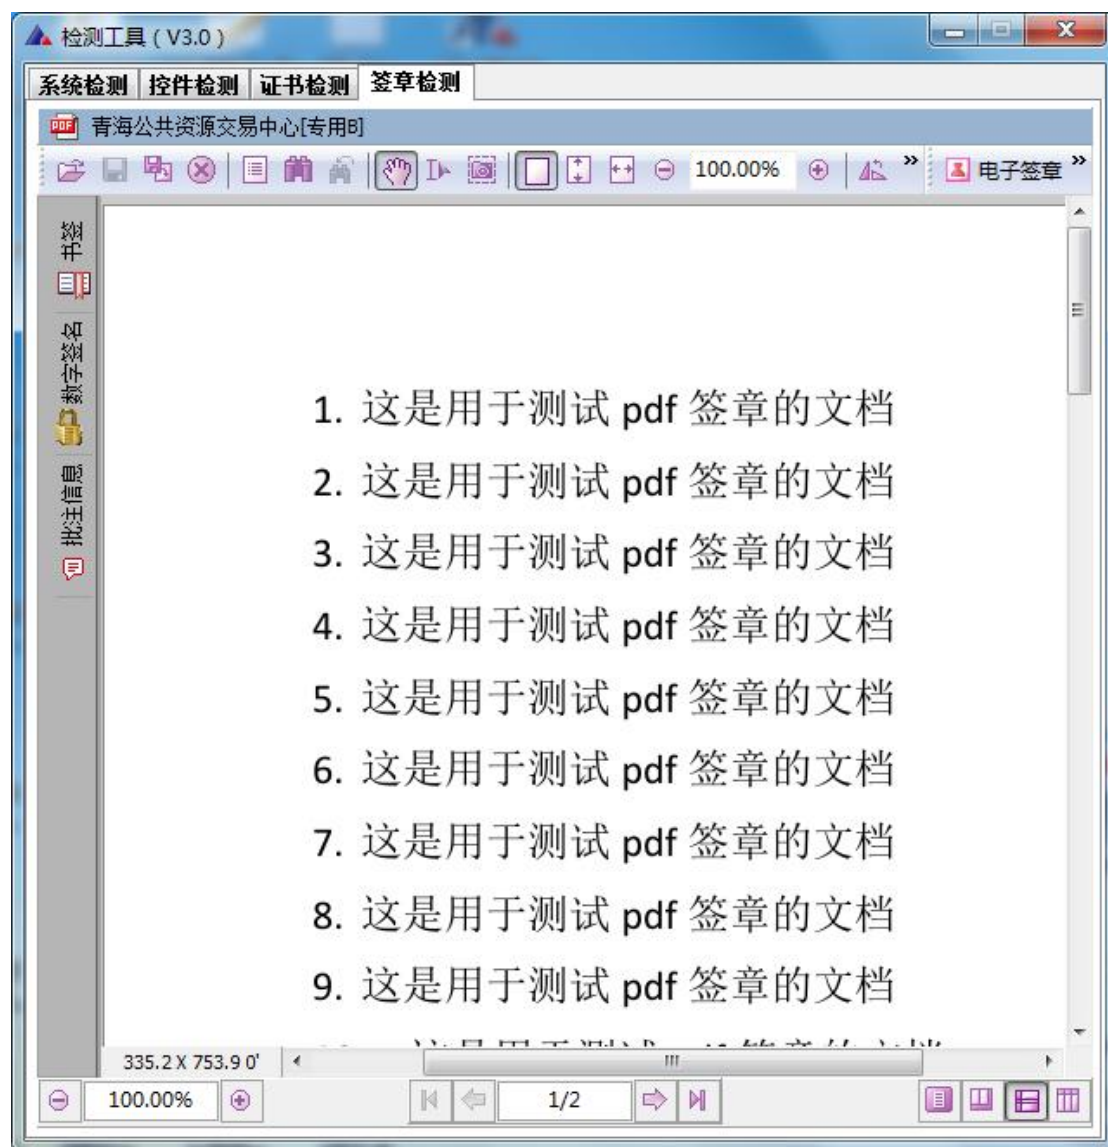 检测工具（V3.0）
系统检测 控件检测 证书检测 签章检测
青海公共资源交易中心[专用B]
100.00% 电子签章
书签
数字签名
批注信息
1. 这是用于测试 pdf 签章的文档
2. 这是用于测试 pdf 签章的文档
3. 这是用于测试 pdf 签章的文档
4. 这是用于测试 pdf 签章的文档
5. 这是用于测试 pdf 签章的文档
6. 这是用于测试 pdf 签章的文档
7. 这是用于测试 pdf 签章的文档
8. 这是用于测试 pdf 签章的文档
9. 这是用于测试 pdf 签章的文档
335.2 X 753.9 0'
100.00% 1/2